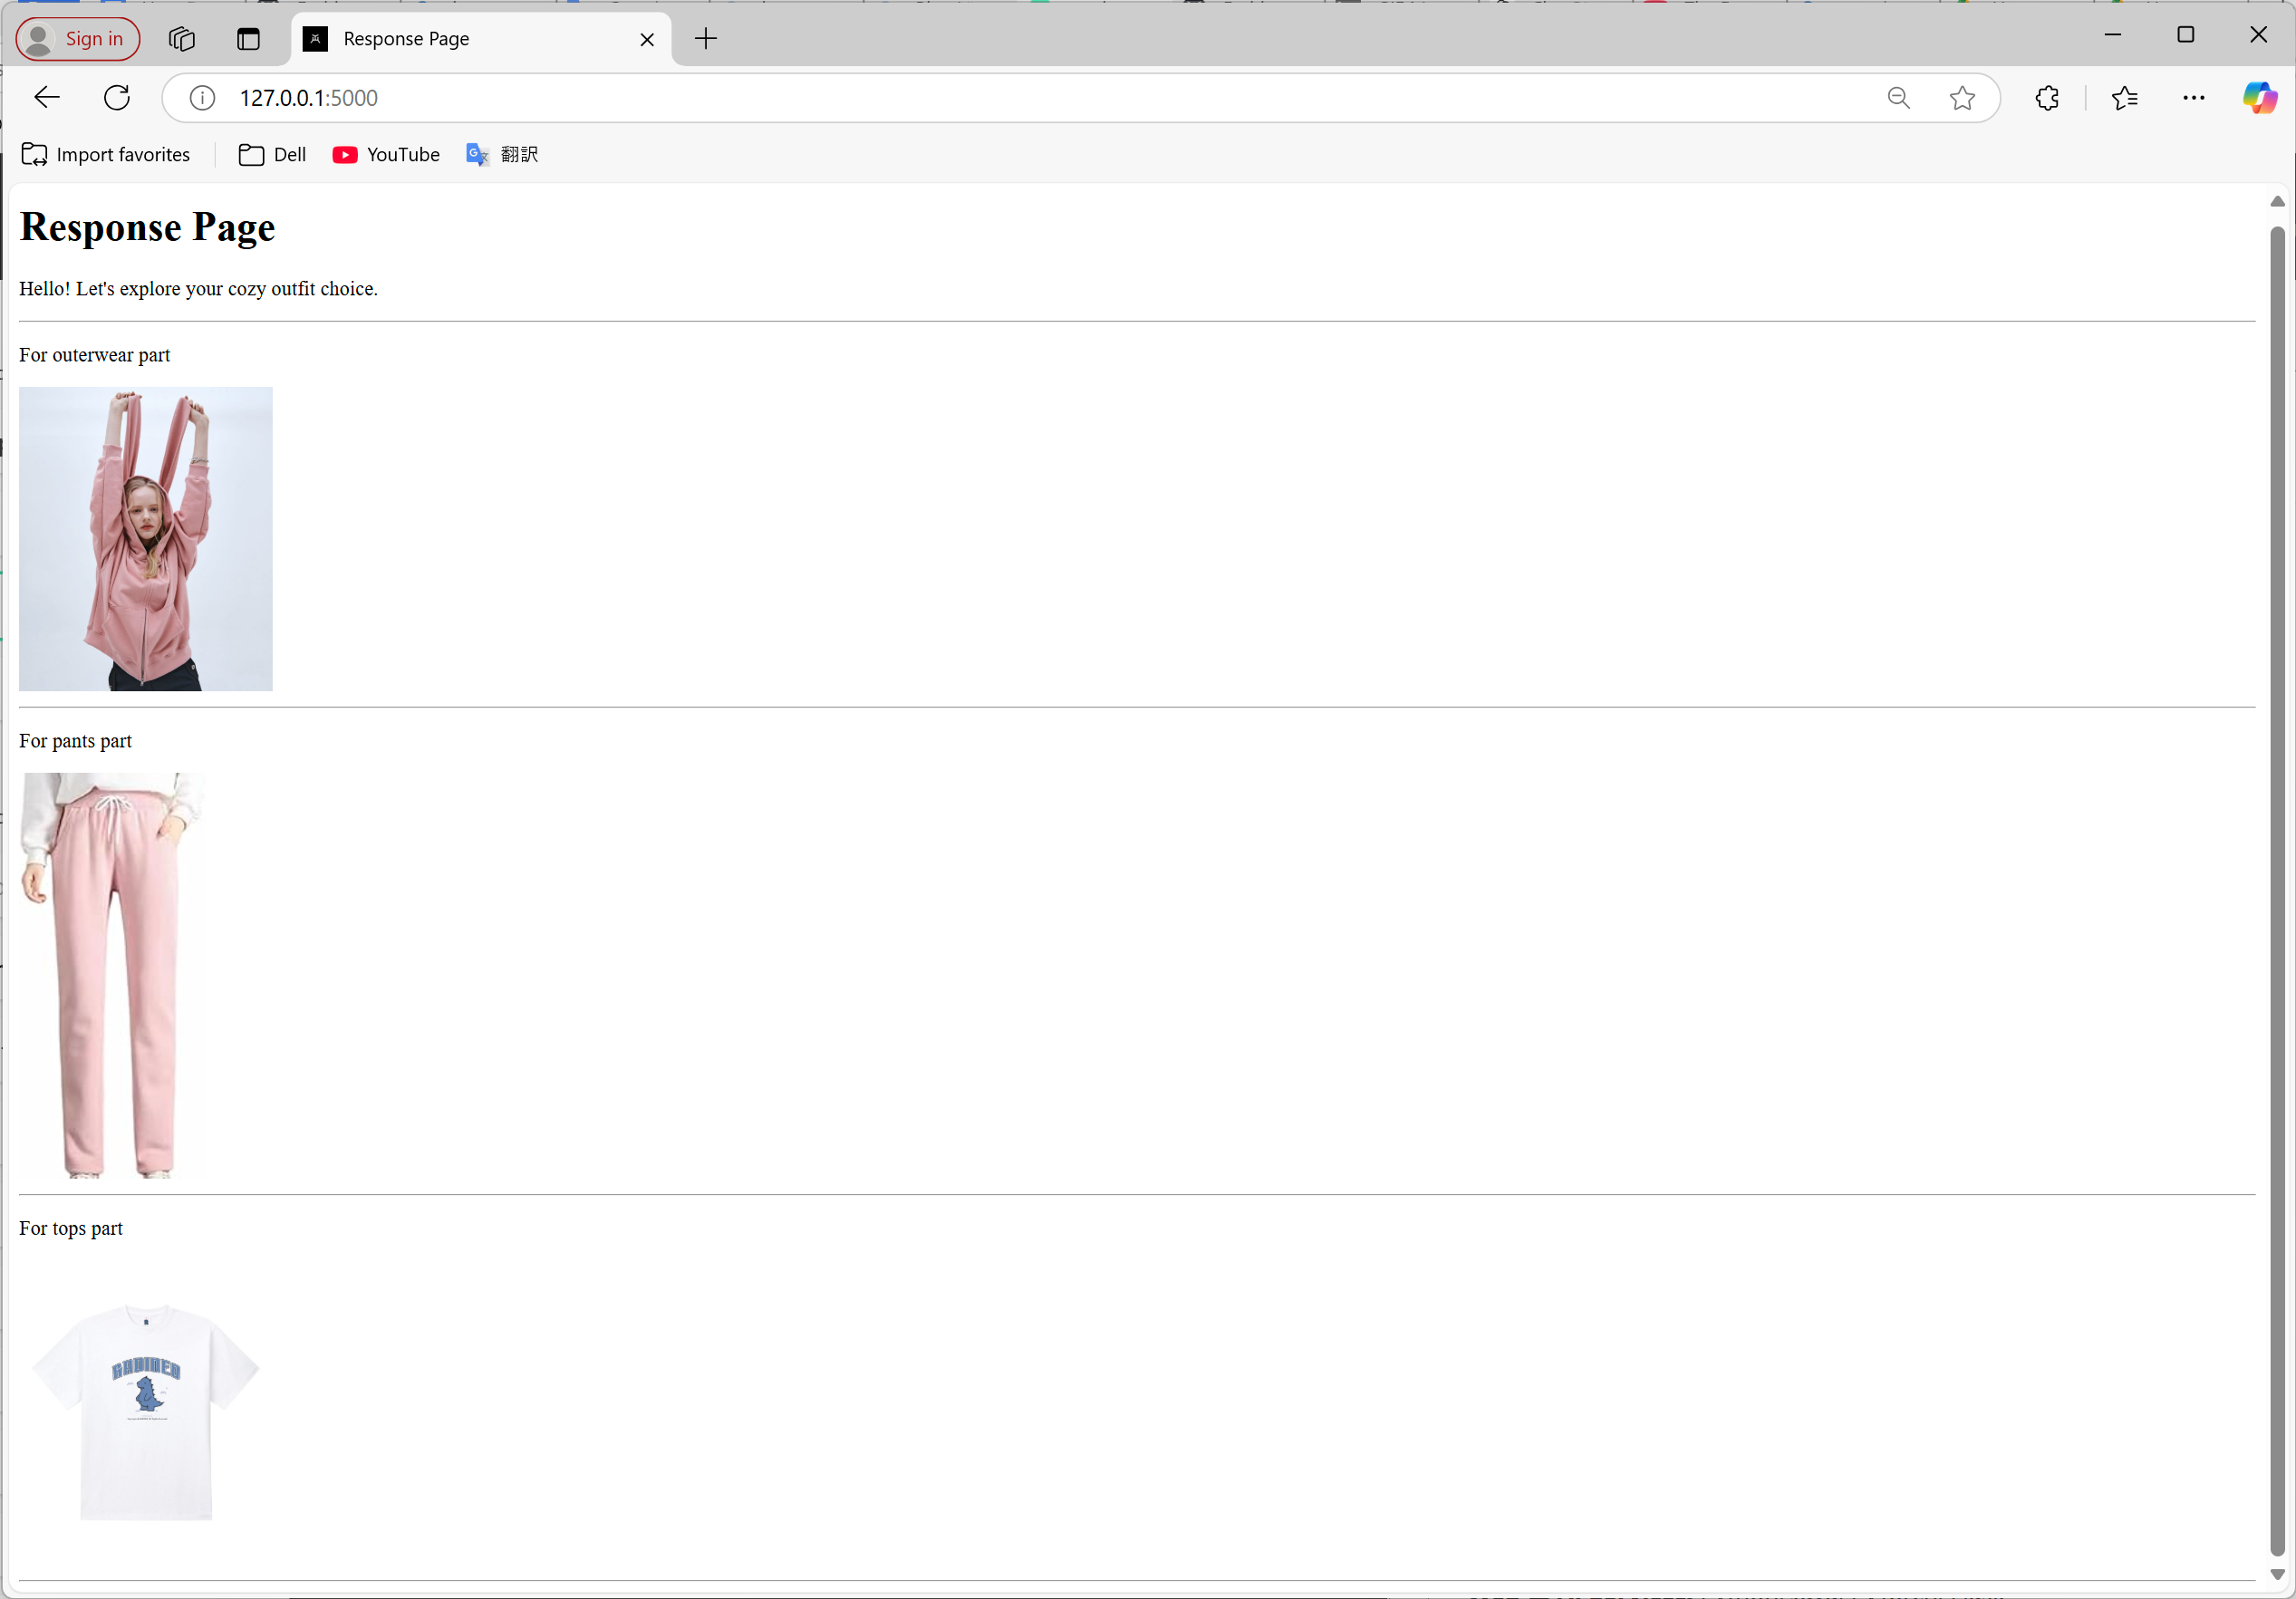 Sign in
Response Page
127.0.0.1:5000
Import favorites
Dell
YouTube
翻訳
Response Page
Hello! Let's explore your cozy outfit choice.
For outerwear part
For pants part
For tops part